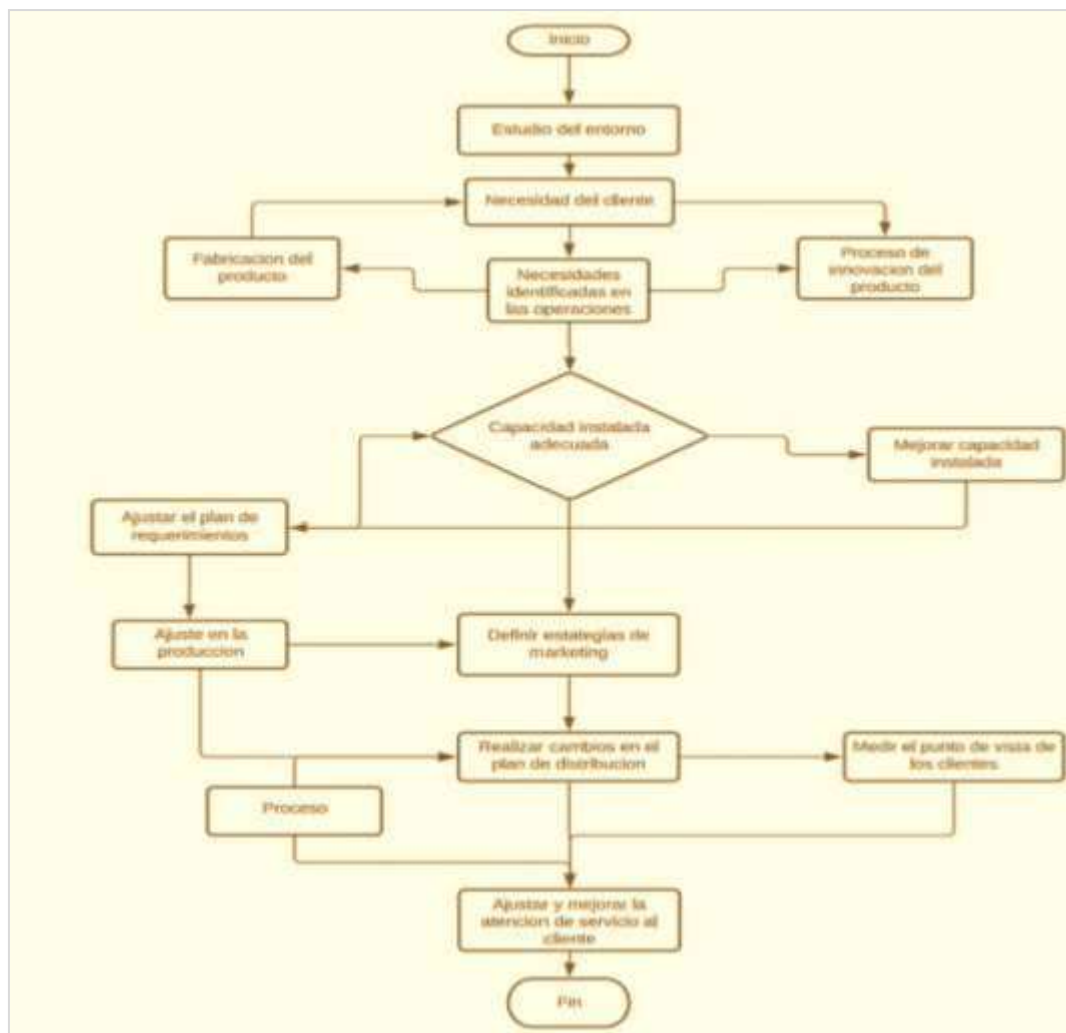 Inicio
Estudio del entorno
Necesidad del cliente
Fabricacion del
producto
Necesidades
identificadas en
las operaciones
Proceso de
innovacion del
producto
Capacidad instalada
adecuada
Mejorar capacidad
instalada
Ajustar el plan de
requerimientos
Ajuste en la
produccion
Definir estategias de
marketing
Realizar cambios en el
plan de distribucion
Medir el punto de vista de
los clientes.
Proceso
Ajustar y mejorar la
atencion de servicio al
cliente
Fin